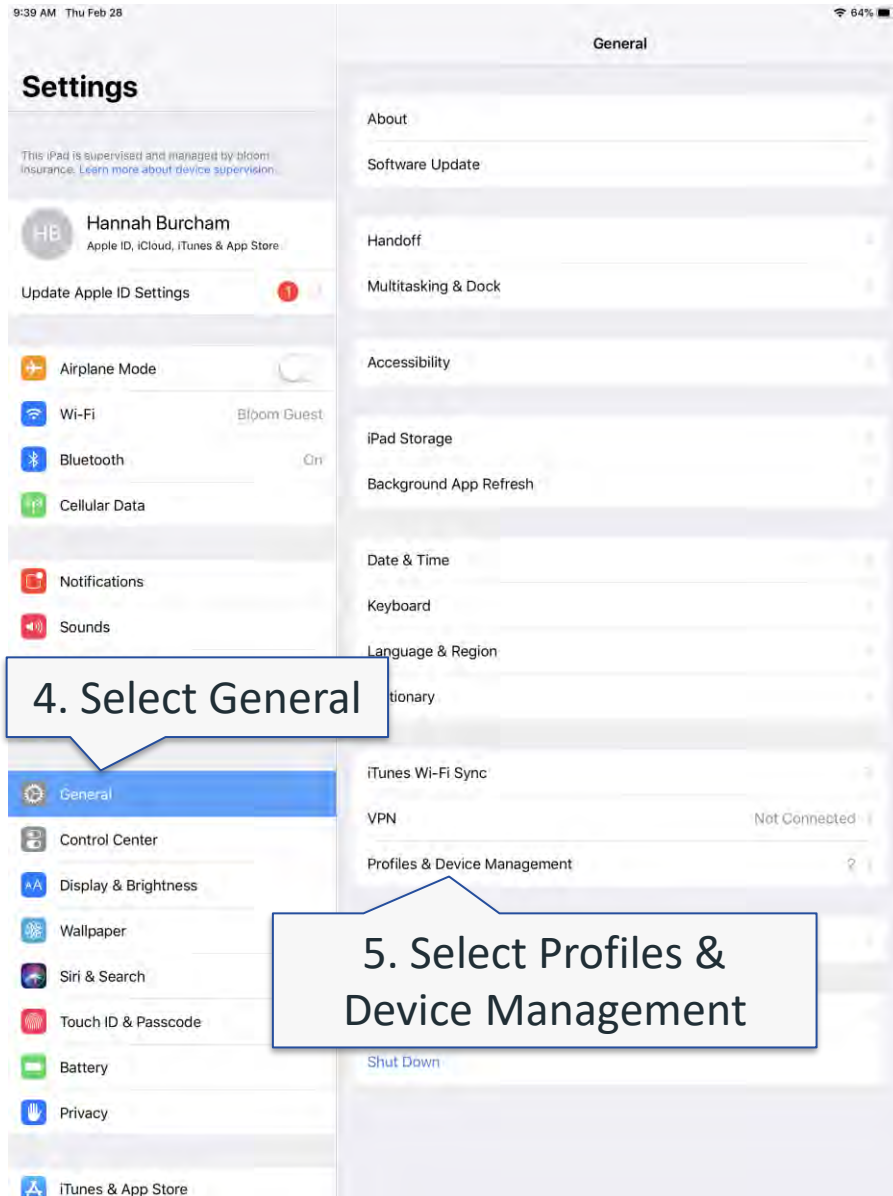 9:39 AM Thu Feb 28
64%
Settings
This iPad is supervised and managed by bloom
insurance. Learn more about device supervision
HB
Hannah Burcham
Apple ID, iCloud, iTunes & App Store
Update Apple ID Settings
1
Airplane Mode
Wi-Fi
Bloom Guest
Bluetooth
On
Cellular Data
Notifications
Sounds
4. Select General
General
Control Center
AA
Display & Brightness
Wallpaper
Siri & Search
Touch ID & Passcode
Battery
Privacy
iTunes & App Store
General
About
Software Update
Handoff
Multitasking & Dock
Accessibility
iPad Storage
Background App Refresh
Date & Time
Keyboard
Language & Region
tionary
iTunes Wi-Fi Sync
VPN
Not Connected
Profiles & Device Management
2
5. Select Profiles &
Device Management
Shut Down